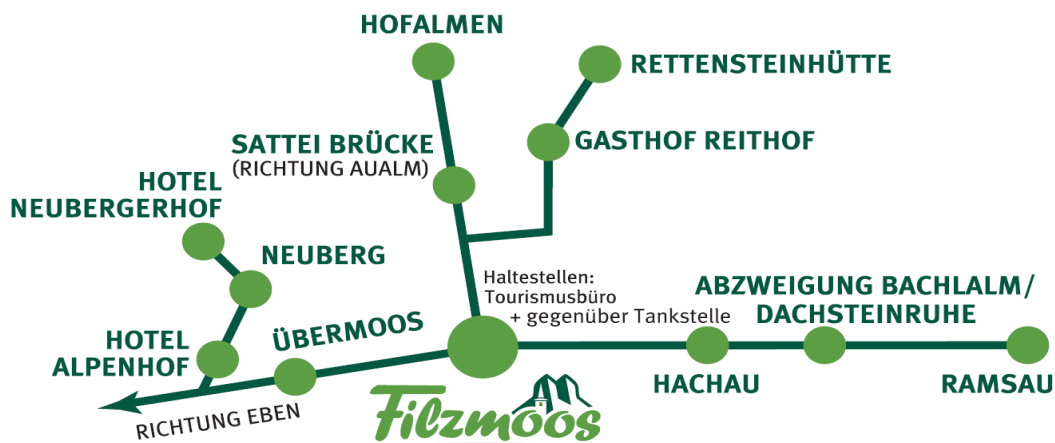 HOFALMEN
RETTENSTEINHÜTTE
SATTEI BRÜCKE
(RICHTUNG AUALM)
GASTHOF REITHOF
HOTEL
NEUBERGERHOF
NEUBERG
Haltestellen:
Tourismusbüro
+ gegenüber Tankstelle
ABZWEIGUNG BACHLALM/
DACHSTEINRUHE
HOTEL
ALPENHOF
ÜBERMOOS
HACHAU
RAMSAU
RICHTUNG EBEN
Filzmoos